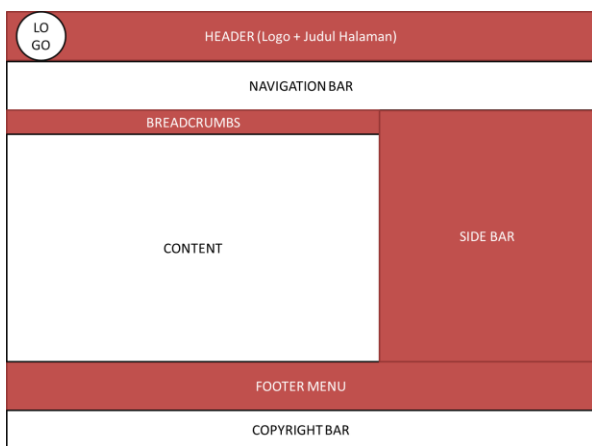 LO
GO
HEADER (Logo + Judul Halaman)
NAVIGATION BAR
BREADCRUMBS
CONTENT
SIDE BAR
FOOTER MENU
COPYRIGHT BAR